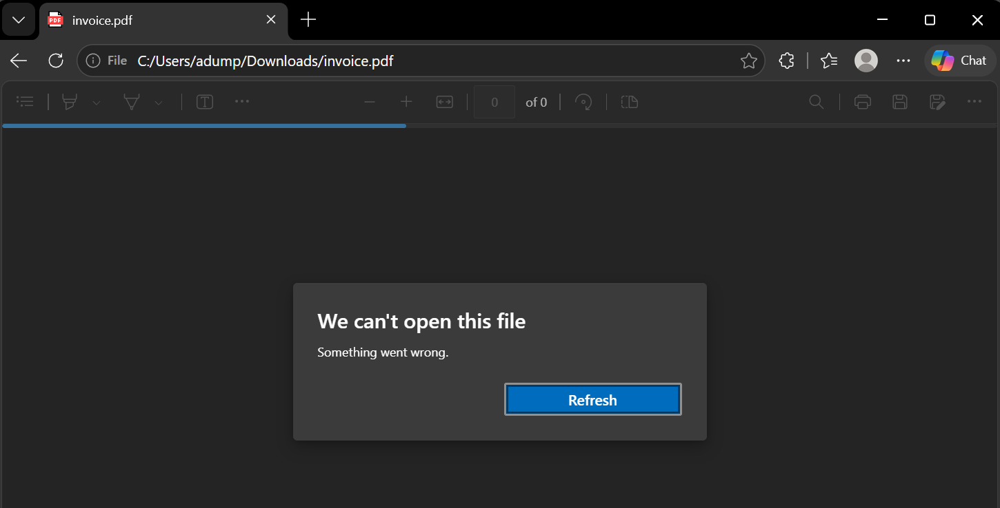 PDF invoice.pdf
File C:/Users/adump/Downloads/invoice.pdf Chat
T 0 of 0
We can't open this file
Something went wrong.
Refresh